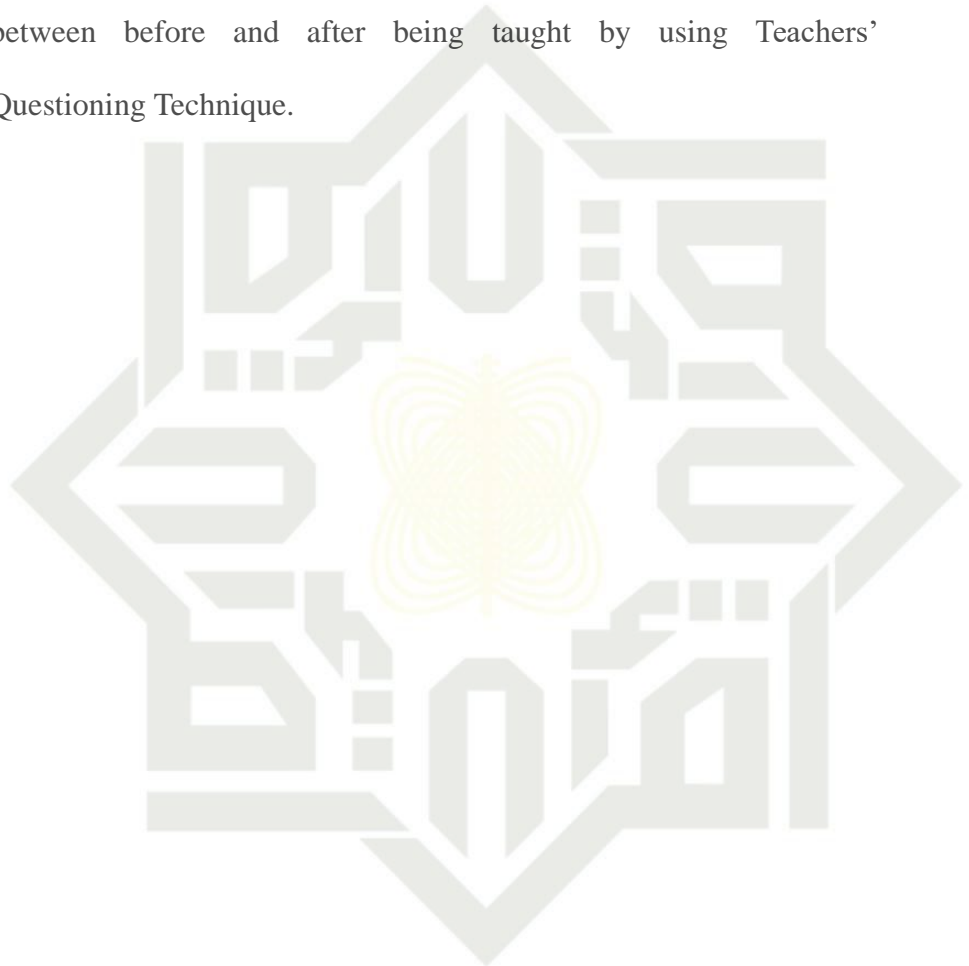 between before and after being taught by using Teachers’
Questioning Technique.